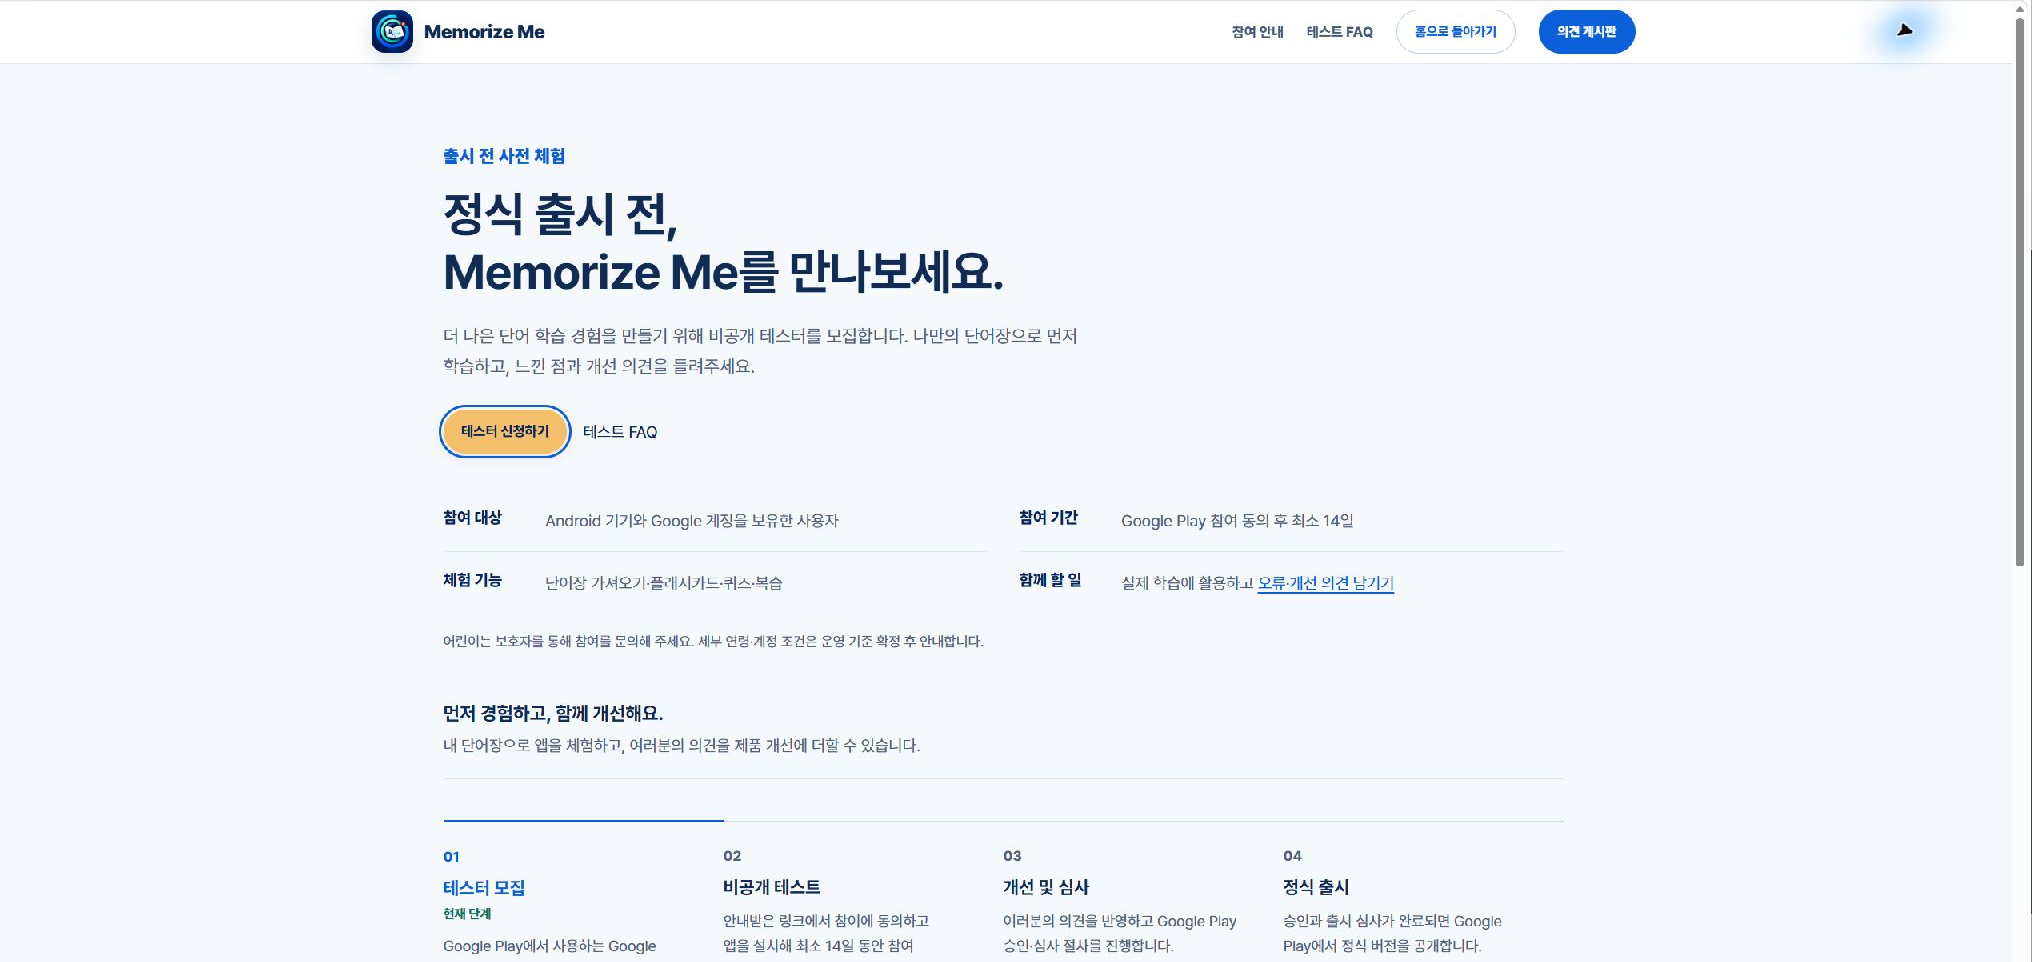 Memorize Me
참여 안내
테스트 FAQ
홈으로 돌아가기
의견 게시판
출시 전 사전 체험
정식 출시 전,
Memorize Me를 만나보세요.
더 나은 단어 학습 경험을 만들기 위해 비공개 테스터를 모집합니다. 나만의 단어장으로 먼저
학습하고, 느낀 점과 개선 의견을 들려주세요.
테스터 신청하기
테스트 FAQ
참여 대상
Android 기기와 Google 계정을 보유한 사용자
참여 기간
Google Play 참여 동의 후 최소 14일
체험 기능
단어장 가져오기·플래시카드·퀴즈·복습
함께 할 일
실제 학습에 활용하고 오류·개선 의견 남기기
어린이는 보호자를 통해 참여를 문의해 주세요. 세부 연령·계정 조건은 운영 기준 확정 후 안내합니다.
먼저 경험하고, 함께 개선해요.
내 단어장으로 앱을 체험하고, 여러분의 의견을 제품 개선에 더할 수 있습니다.
01
테스터 모집
현재 단계
Google Play에서 사용하는 Google
02
비공개 테스트
안내받은 링크에서 참여에 동의하고
앱을 설치해 최소 14일 동안 참여
03
개선 및 심사
여러분의 의견을 반영하고 Google Play
승인·심사 절차를 진행합니다.
04
정식 출시
승인과 출시 심사가 완료되면 Google
Play에서 정식 버전을 공개합니다.